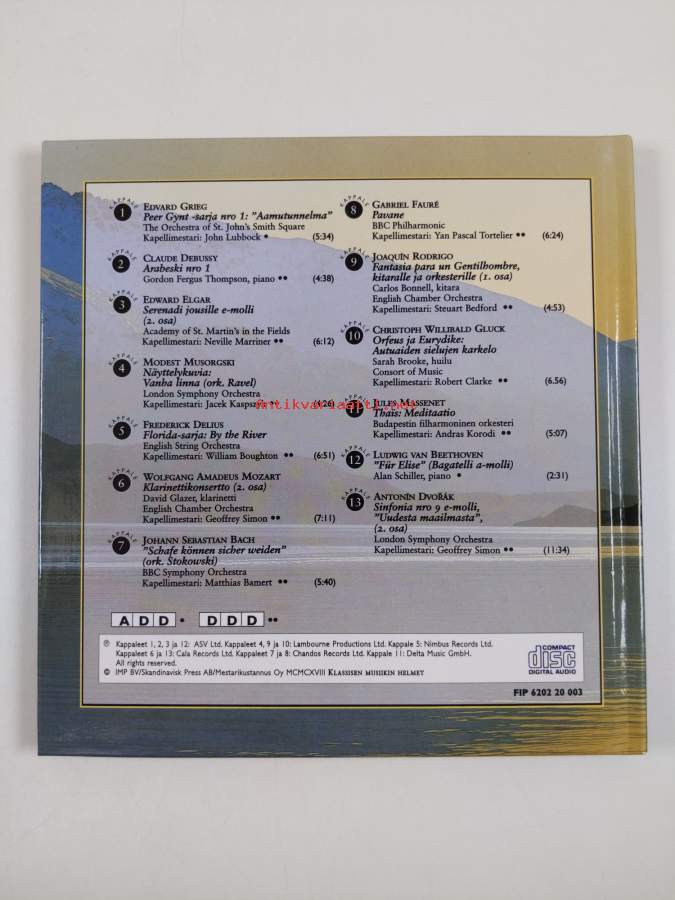 KAPPALE
1
EDVARD GRIEG
Peer Gynt -sarja nro 1: "Aamutunnelma"
The Orchestra of St. John's Smith Square
Kapellimestari: John Lubbock • (5:34)
KAPPALE
2
CLAUDE DEBUSSY
Arabeski nro 1
Gordon Fergus Thompson, piano •• (4:38)
KAPPALE
3
EDWARD ELGAR
Serenadi jousille e-molli
(2. osa)
Academy of St. Martin's in the Fields
Kapellimestari: Neville Marriner •• (6:12)
KAPPALE
4
MODEST MUSORGSKI
Näyttelykuvia:
Vanha linna (ork. Ravel)
London Symphony Orchestra
Kapellimestari: Jacek Kaspszyk •• (4:26)
KAPPALE
5
FREDERICK DELIUS
Florida-sarja: By the River
English String Orchestra
Kapellimestari: William Boughton •• (6:51)
KAPPALE
6
WOLFGANG AMADEUS MOZART
Klarinettikonsertto (2. osa)
David Glazer, klarinetti
English Chamber Orchestra
Kapellimestari: Geoffrey Simon •• (7:11)
KAPPALE
7
JOHANN SEBASTIAN BACH
"Schafe können sicher weiden"
(ork. Stokowski)
BBC Symphony Orchestra
Kapellimestari: Matthias Bamert •• (5:40)
KAPPALE
8
GABRIEL FAURÉ
Pavane
BBC Philharmonic
Kapellimestari: Yan Pascal Tortelier •• (6:24)
KAPPALE
9
JOAQUÍN RODRIGO
Fantasia para un Gentilhombre,
kitaralle ja orkesterille (1. osa)
Carlos Bonnell, kitara
English Chamber Orchestra
Kapellimestari: Steuart Bedford •• (4:53)
KAPPALE
10
CHRISTOPH WILLIBALD GLUCK
Orfeus ja Eurydike:
Autuaiden sielujen karkelo
Sarah Brooke, huilu
Consort of Music
Kapellimestari: Robert Clarke •• (6.56)
KAPPALE
11
JULES MASSENET
Thaïs: Meditaatio
Budapestin filharmoninen orkesteri
Kapellimestari: Andras Korodi •• (5:07)
KAPPALE
12
LUDWIG VAN BEETHOVEN
"Für Elise" (Bagatelli a-molli)
Alan Schiller, piano • (2:31)
KAPPALE
13
ANTONÍN DVOŘÁK
Sinfonia nro 9 e-molli,
"Uudesta maailmasta",
(2. osa)
London Symphony Orchestra
Kapellimestari: Geoffrey Simon •• (11:34)
Antikvariaatti.net
A D D • D D D ••
℗ Kappaleet 1, 2, 3 ja 12: ASV Ltd. Kappaleet 4, 9 ja 10: Lambourne Productions Ltd. Kappale 5: Nimbus Records Ltd.
Kappaleet 6 ja 13: Cala Records Ltd. Kappaleet 7 ja 8: Chandos Records Ltd. Kappale 11: Delta Music GmbH.
All rights reserved.
© IMP BV/Skandinavisk Press AB/Mestarikustannus Oy MCMCXVIII KLASSISEN MUSIIKIN HELMET
COMPACT
disc
DIGITAL AUDIO
FIP 6202 20 003